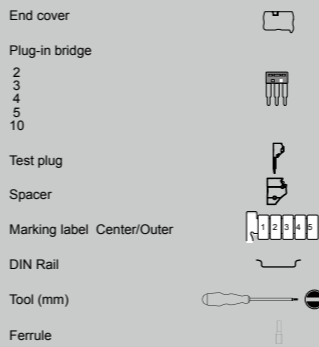 End cover
Plug-in bridge
2
3
4
5
10
Test plug
Spacer
Marking label Center/Outer
1 2 3 4 5
DIN Rail
Tool (mm)
Ferrule